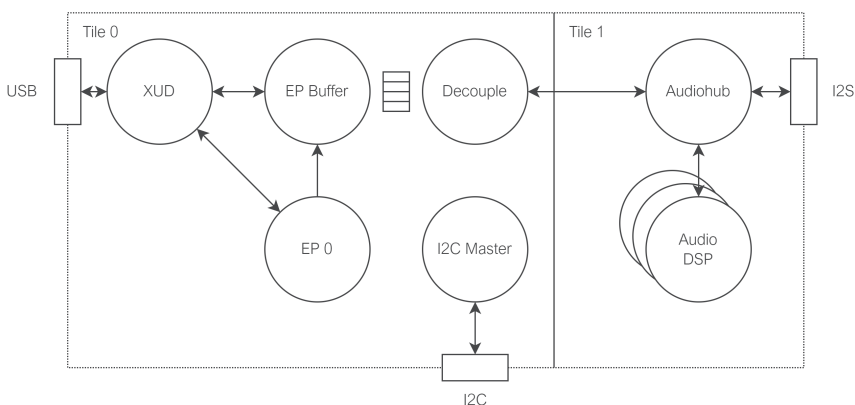 Tile 0
Tile 1
USB
XUD
EP Buffer
Decouple
Audiohub
I2S
EP 0
I2C Master
Audio
DSP
I2C